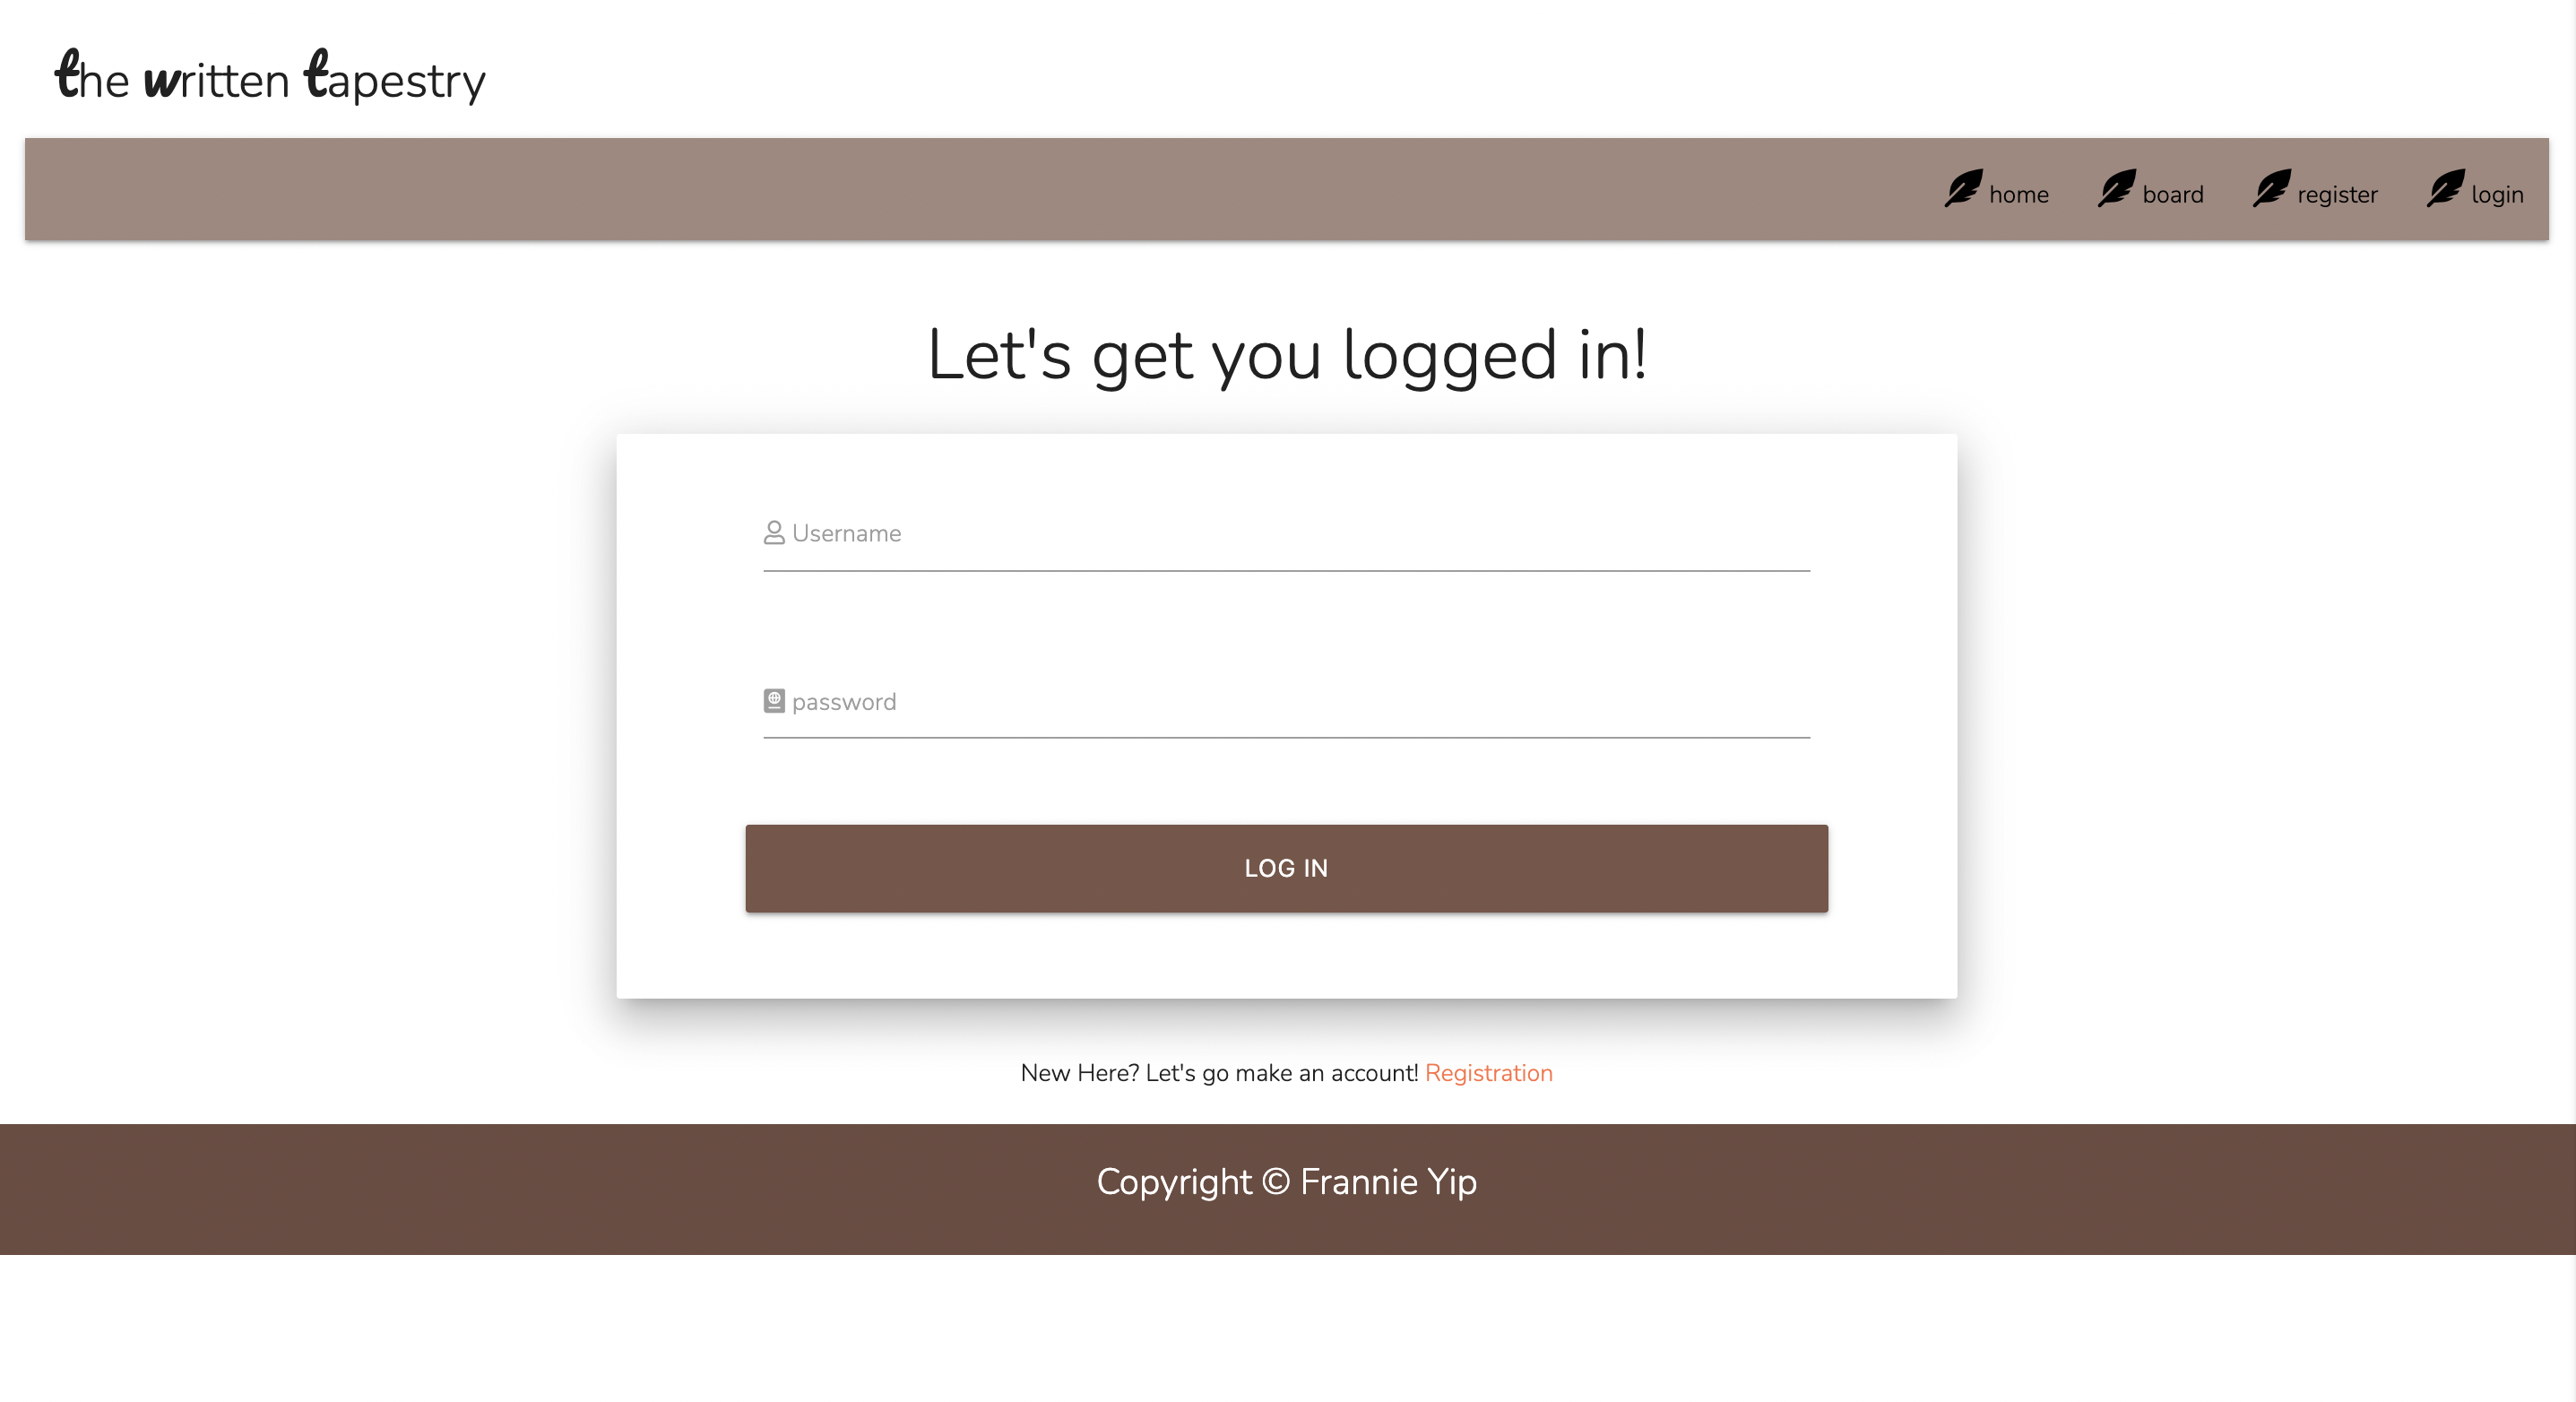 the written tapestry
home board register login
Let's get you logged in!
Username
password
LOG IN
New Here? Let's go make an account! Registration
Copyright © Frannie Yip